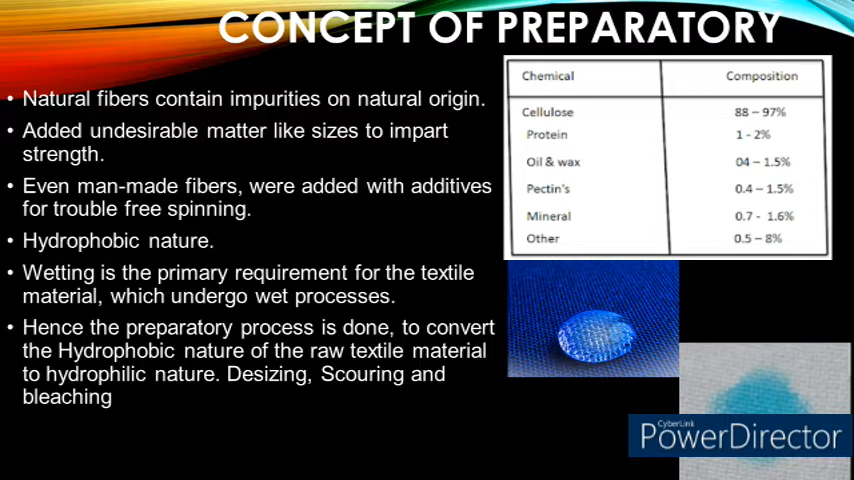 CONCEPT OF PREPARATORY
• Natural fibers contain impurities on natural origin.
• Added undesirable matter like sizes to impart
strength.
• Even man-made fibers, were added with additives
for trouble free spinning.
• Hydrophobic nature.
• Wetting is the primary requirement for the textile
material, which undergo wet processes.
• Hence the preparatory process is done, to convert
the Hydrophobic nature of the raw textile material
to hydrophilic nature. Desizing, Scouring and
bleaching
Chemical Composition
Cellulose 88 – 97%
Protein 1 - 2%
Oil & wax 04 – 1.5%
Pectin's 0.4 – 1.5%
Mineral 0.7 - 1.6%
Other 0.5 – 8%
CyberLink
PowerDirector